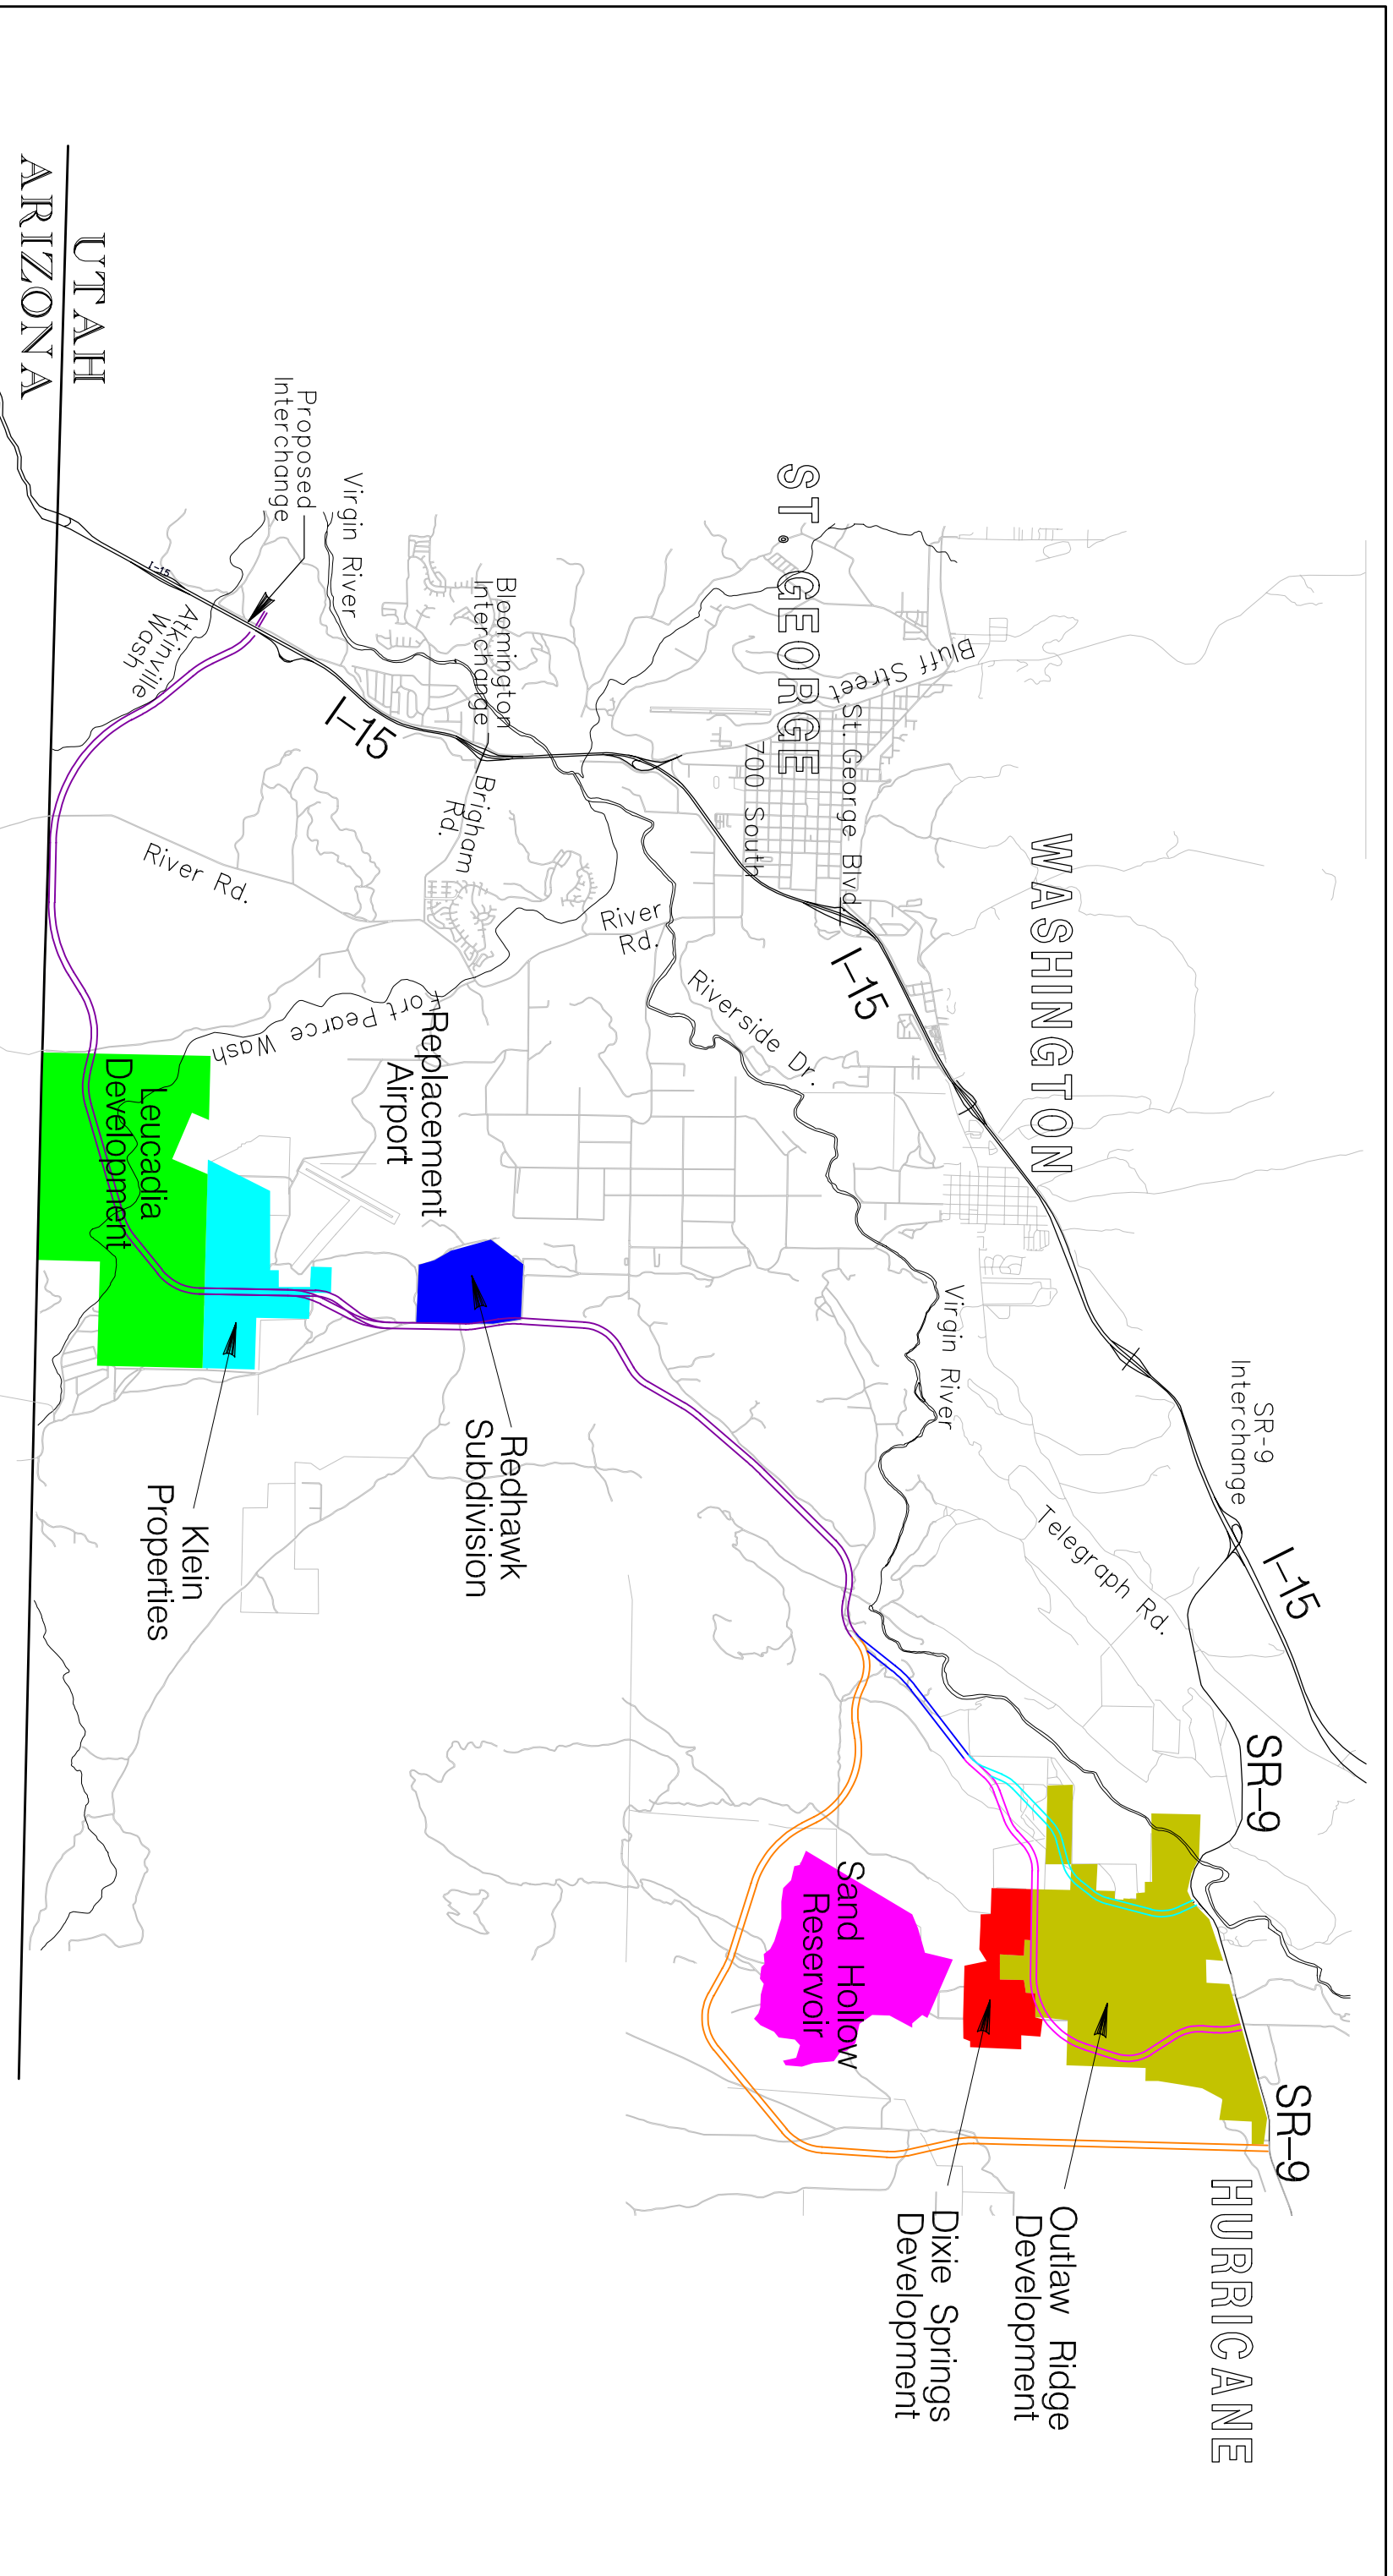 UTAH
ARIZONA
Proposed
Interchange
Virgin River
I-15
Atkinville
Wash
Bloomington
Interchange
I-15
Brigham
Rd.
River Rd.
ST. GEORGE
Bluff Street
St. George Blvd
700 South
River
Rd.
Riverside Dr.
I-15
WASHINGTON
Fort Pearce Wash
Replacement
Airport
Leucadia
Development
Virgin River
SR-9
Interchange
I-15
Telegraph Rd.
Redhawk
Subdivision
Klein
Properties
SR-9
Sand Hollow
Reservoir
SR-9
HURRICANE
Outlaw Ridge
Development
Dixie Springs
Development